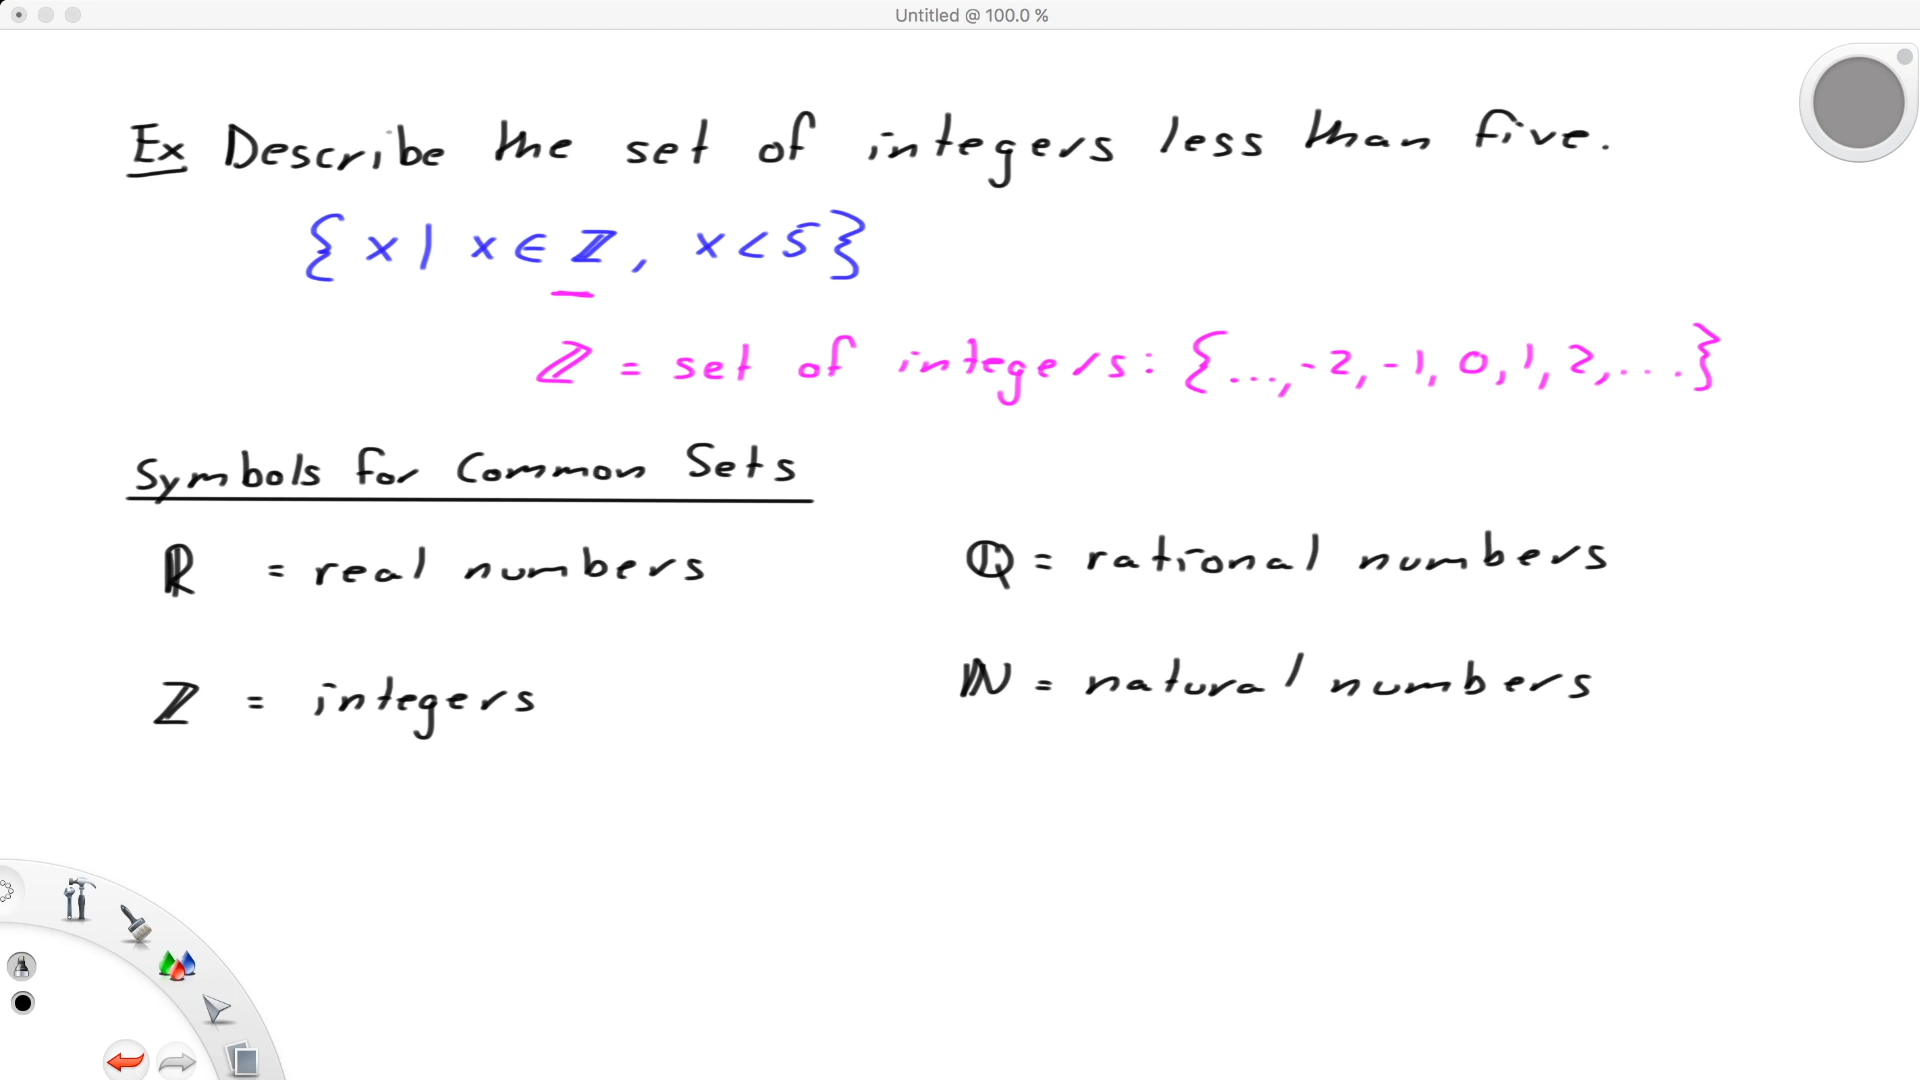 Untitled @ 100.0 %
Ex Describe the set of integers less than five.
{ x | x ∈ ℤ, x < 5 }
ℤ = set of integers: {..., -2, -1, 0, 1, 2, ...}
Symbols for Common Sets
ℝ = real numbers
ℚ = rational numbers
ℤ = integers
ℕ = natural numbers